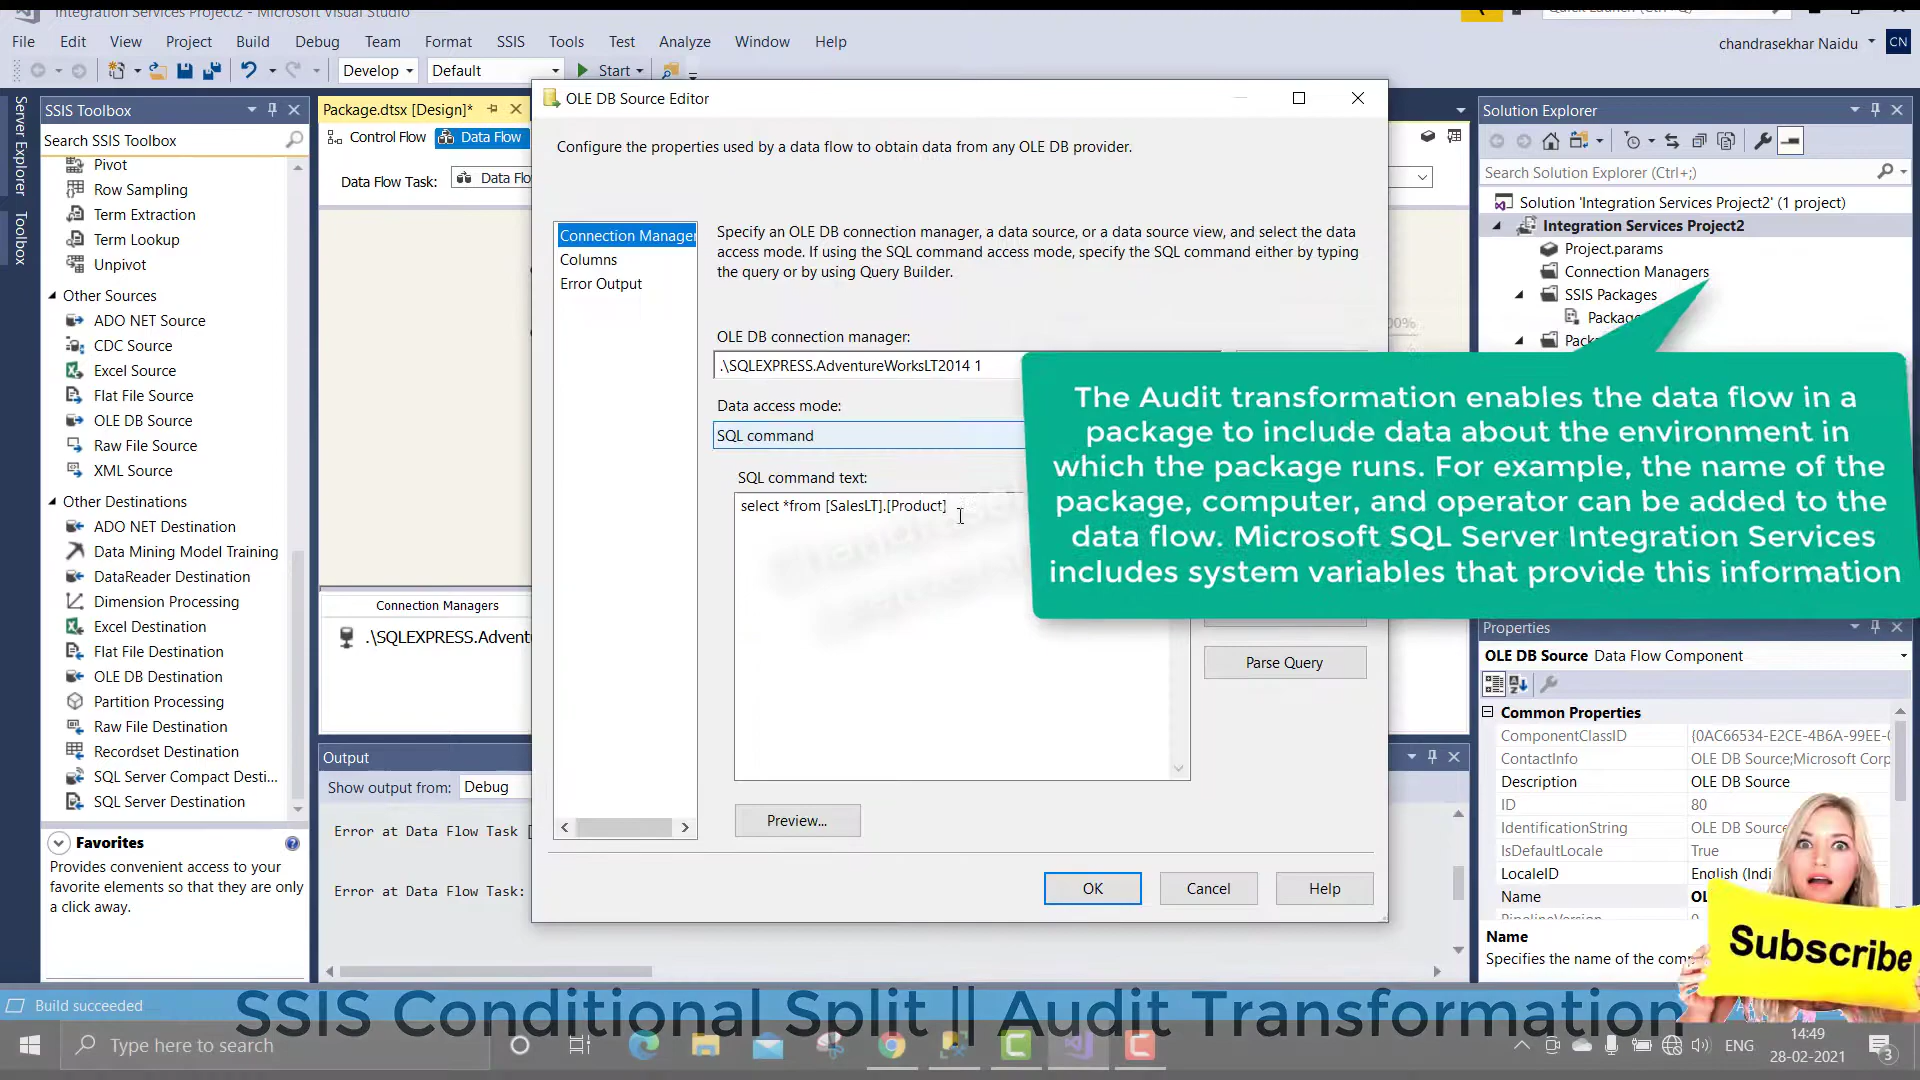 Integration Services Project2 - Microsoft Visual Studio
File Edit View Project Build Debug Team Format SSIS Tools Test Analyze Window Help
chandrasekhar Naidu CN
Develop Default Start
Server Explorer
Toolbox
SSIS Toolbox
Search SSIS Toolbox
Pivot
Row Sampling
Term Extraction
Term Lookup
Unpivot
Other Sources
ADO NET Source
CDC Source
Excel Source
Flat File Source
OLE DB Source
Raw File Source
XML Source
Other Destinations
ADO NET Destination
Data Mining Model Training
DataReader Destination
Dimension Processing
Excel Destination
Flat File Destination
OLE DB Destination
Partition Processing
Raw File Destination
Recordset Destination
SQL Server Compact Desti...
SQL Server Destination
Favorites
Provides convenient access to your
favorite elements so that they are only
a click away.
Package.dtsx [Design]*
Control Flow Data Flow
Data Flow Task: Data Flo
Connection Managers
.\SQLEXPRESS.Advent
Output
Show output from: Debug
Error at Data Flow Task [
Error at Data Flow Task:
OLE DB Source Editor
Configure the properties used by a data flow to obtain data from any OLE DB provider.
Connection Manager
Columns
Error Output
Specify an OLE DB connection manager, a data source, or a data source view, and select the data
access mode. If using the SQL command access mode, specify the SQL command either by typing
the query or by using Query Builder.
OLE DB connection manager:
.\SQLEXPRESS.AdventureWorksLT2014 1
Data access mode:
SQL command
SQL command text:
select *from [SalesLT].[Product]
Parse Query
Preview...
OK Cancel Help
Solution Explorer
Search Solution Explorer (Ctrl+;)
Solution 'Integration Services Project2' (1 project)
Integration Services Project2
Project.params
Connection Managers
SSIS Packages
The Audit transformation enables the data flow in a
package to include data about the environment in
which the package runs. For example, the name of the
package, computer, and operator can be added to the
data flow. Microsoft SQL Server Integration Services
includes system variables that provide this information
Properties
OLE DB Source Data Flow Component
Common Properties
ComponentClassID {0AC66534-E2CE-4B6A-99EE-
ContactInfo OLE DB Source;Microsoft Corp
Description OLE DB Source
ID 80
IdentificationString OLE DB Source
IsDefaultLocale True
LocaleID English (Indi
Name OL
PipelineVersion 0
Name
Specifies the name of the com
Subscribe
Build succeeded
SSIS Conditional Split || Audit Transformation
Type here to search
ENG
14:49
28-02-2021
3